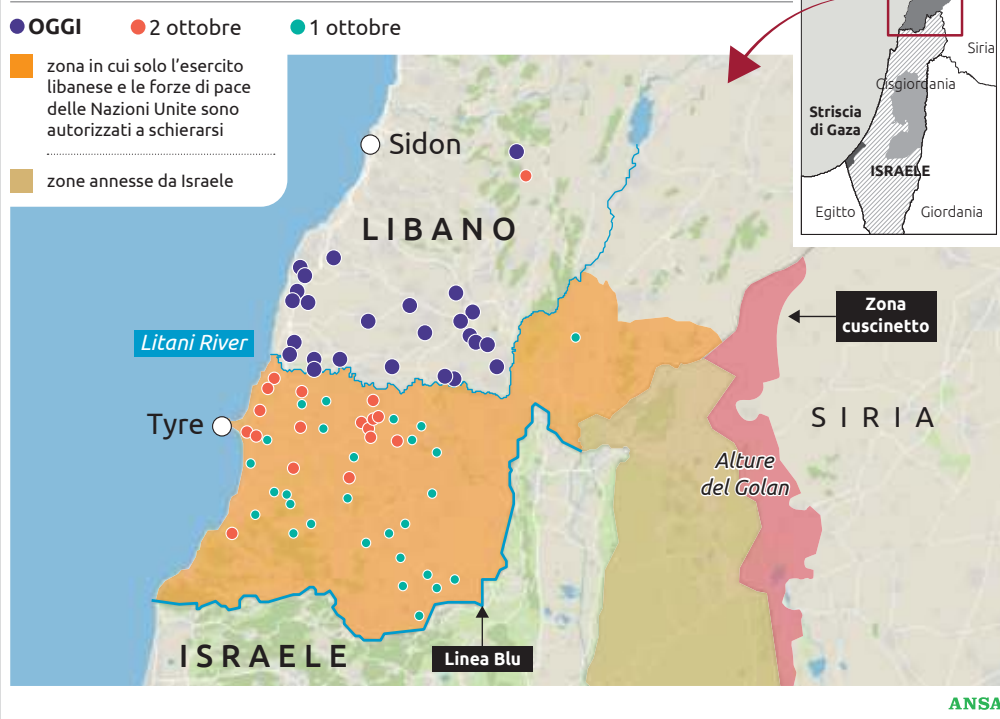 OGGI
2 ottobre
1 ottobre
zona in cui solo l'esercito
libanese e le forze di pace
delle Nazioni Unite sono
autorizzati a schierarsi
zone annesse da Israele
Siria
Cisgiordania
Striscia
di Gaza
ISRAELE
Egitto
Giordania
Sidon
LIBANO
Litani River
Tyre
Zona
cuscinetto
SIRIA
Alture
del Golan
ISRAELE
Linea Blu
ANSA